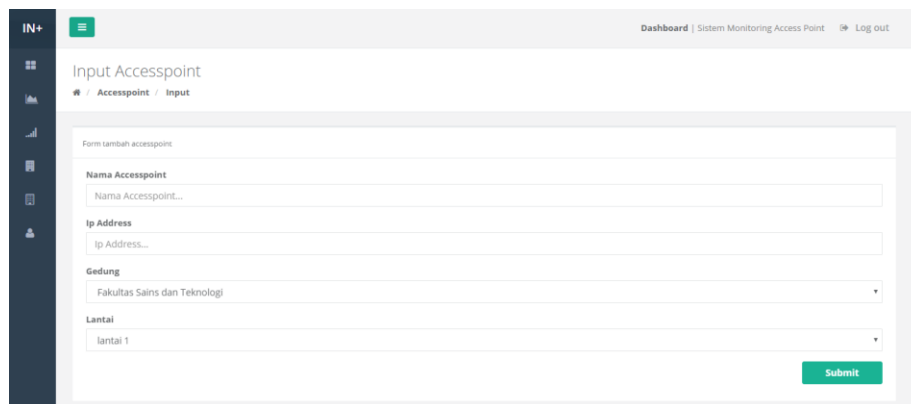 IN+
Dashboard | Sistem Monitoring Access Point Log out
Input Accesspoint
/ Accesspoint / Input
Form tambah accesspoint
Nama Accesspoint
Nama Accesspoint...
Ip Address
Ip Address...
Gedung
Fakultas Sains dan Teknologi
Lantai
lantai 1
Submit